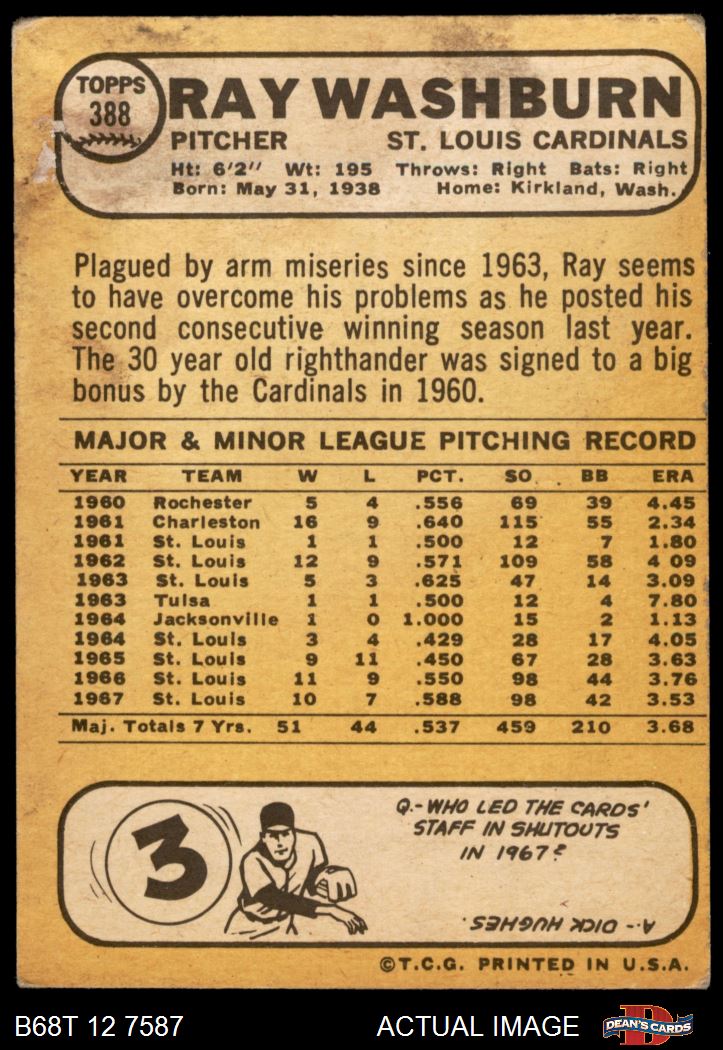 TOPPS
388
RAY WASHBURN
PITCHER ST. LOUIS CARDINALS
Ht: 6'2'' Wt: 195 Throws: Right Bats: Right
Born: May 31, 1938 Home: Kirkland, Wash.
Plagued by arm miseries since 1963, Ray seems
to have overcome his problems as he posted his
second consecutive winning season last year.
The 30 year old righthander was signed to a big
bonus by the Cardinals in 1960.
MAJOR & MINOR LEAGUE PITCHING RECORD
YEAR TEAM W L PCT. SO BB ERA
1960 Rochester 5 4 .556 69 39 4.45
1961 Charleston 16 9 .640 115 55 2.34
1961 St. Louis 1 1 .500 12 7 1.80
1962 St. Louis 12 9 .571 109 58 4 09
1963 St. Louis 5 3 .625 47 14 3.09
1963 Tulsa 1 1 .500 12 4 7.80
1964 Jacksonville 1 0 1.000 15 2 1.13
1964 St. Louis 3 4 .429 28 17 4.05
1965 St. Louis 9 11 .450 67 28 3.63
1966 St. Louis 11 9 .550 98 44 3.76
1967 St. Louis 10 7 .588 98 42 3.53
Maj. Totals 7 Yrs. 51 44 .537 459 210 3.68
3
Q.- WHO LED THE CARDS'
STAFF IN SHUTOUTS
IN 1967?
A.- DICK HUGHES.
©T.C.G. PRINTED IN U.S.A.
B68T 12 7587 ACTUAL IMAGE D DEAN'S CARDS